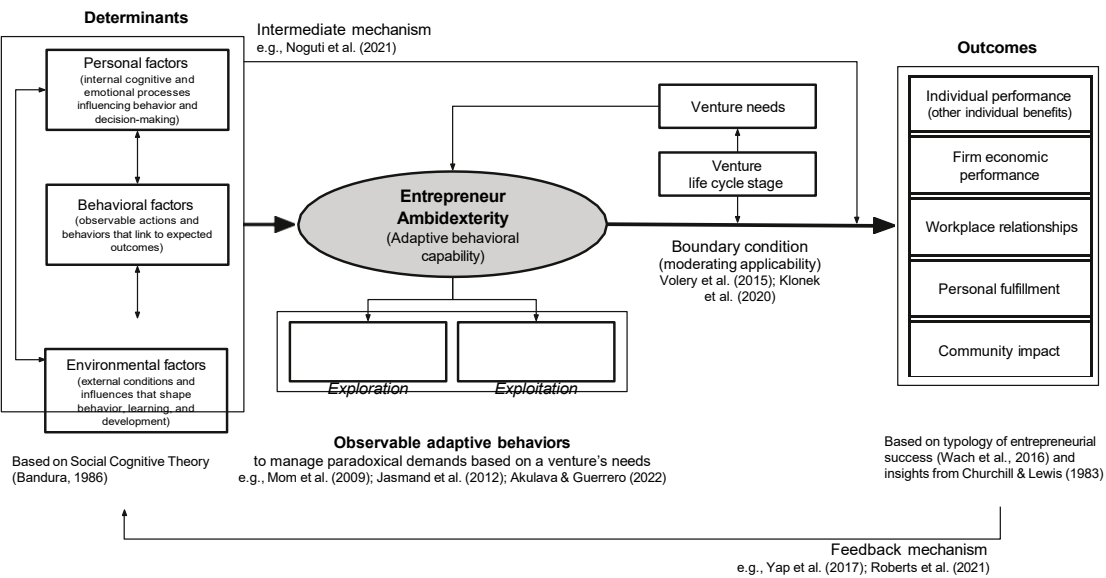 Determinants
Personal factors
(internal cognitive and
emotional processes
influencing behavior and
decision-making)
Behavioral factors
(observable actions and
behaviors that link to expected
outcomes)
Environmental factors
(external conditions and
influences that shape
behavior, learning, and
development)
Based on Social Cognitive Theory
(Bandura, 1986)
Intermediate mechanism
e.g., Noguti et al. (2021)
Venture needs
Venture
life cycle stage
Entrepreneur
Ambidexterity
(Adaptive behavioral
capability)
Boundary condition
(moderating applicability)
Volery et al. (2015); Klonek
et al. (2020)
Exploration
Exploitation
Observable adaptive behaviors
to manage paradoxical demands based on a venture's needs
e.g., Mom et al. (2009); Jasmand et al. (2012); Akulava & Guerrero (2022)
Outcomes
Individual performance
(other individual benefits)
Firm economic
performance
Workplace relationships
Personal fulfillment
Community impact
Based on typology of entrepreneurial
success (Wach et al., 2016) and
insights from Churchill & Lewis (1983)
Feedback mechanism
e.g., Yap et al. (2017); Roberts et al. (2021)